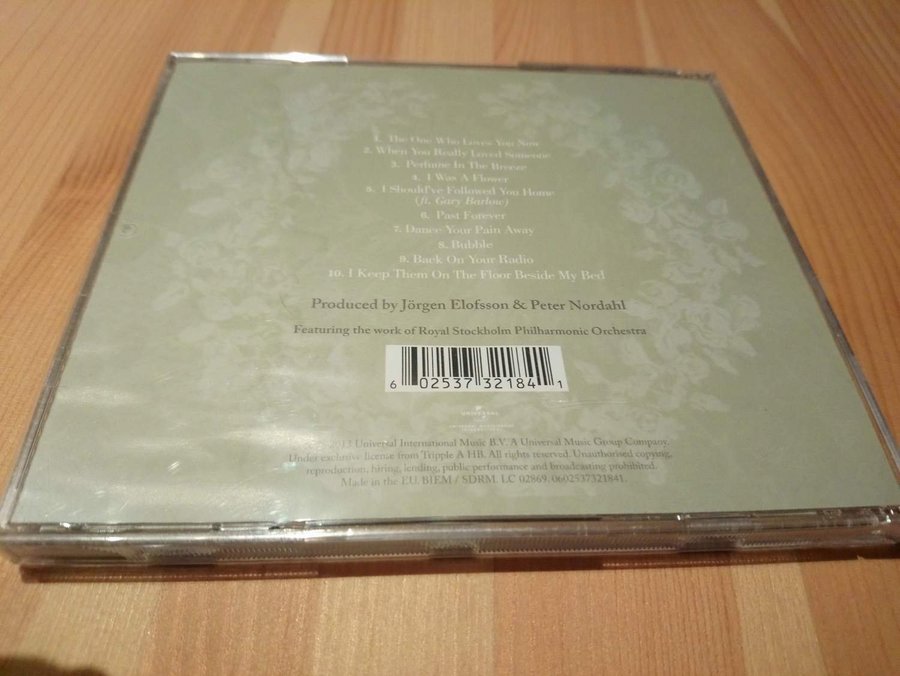 1. The One Who Loves You Now
2. When You Really Loved Someone
3. Perfume In The Breeze
4. I Was A Flower
5. I Should've Followed You Home
(ft. Gary Barlow)
6. Past Forever
7. Dance Your Pain Away
8. Bubble
9. Back On Your Radio
10. I Keep Them On The Floor Beside My Bed
Produced by Jörgen Elofsson & Peter Nordahl
Featuring the work of Royal Stockholm Philharmonic Orchestra
6 02537 32184 1
UNIVERSAL
2013 Universal International Music B.V. A Universal Music Group Company.
Under exclusive license from Tripple A HB. All rights reserved. Unauthorised copying,
reproduction, hiring, lending, public performance and broadcasting prohibited.
Made in the EU. BIEM / SDRM. LC 02869. 0602537321841.